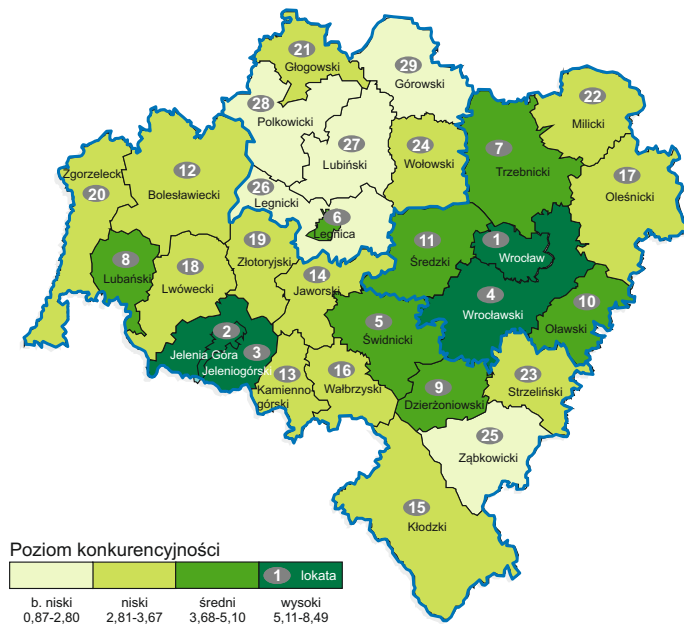 21
Głogowski
29
Górowski
28
Polkowicki
22
Milicki
27
Lubiński
24
Wołowski
7
Trzebnicki
12
Bolesławiecki
Zgorzeleck
20
17
Oleśnicki
26
Legnicki
6
Legnica
8
Lubański
18
Lwówecki
19
Złotoryjski
11
Średzki
1
Wrocław
14
Jaworski
4
Wrocławski
10
Oławski
2
Jelenia Góra
3
Jeleniogórski
5
Świdnicki
13
Kamienno-
górski
16
Wałbrzyski
9
Dzierżoniowski
23
Strzeliński
25
Ząbkowicki
15
Kłodzki
Poziom konkurencyjności
1 lokata
b. niski niski średni wysoki
0,87-2,80 2,81-3,67 3,68-5,10 5,11-8,49